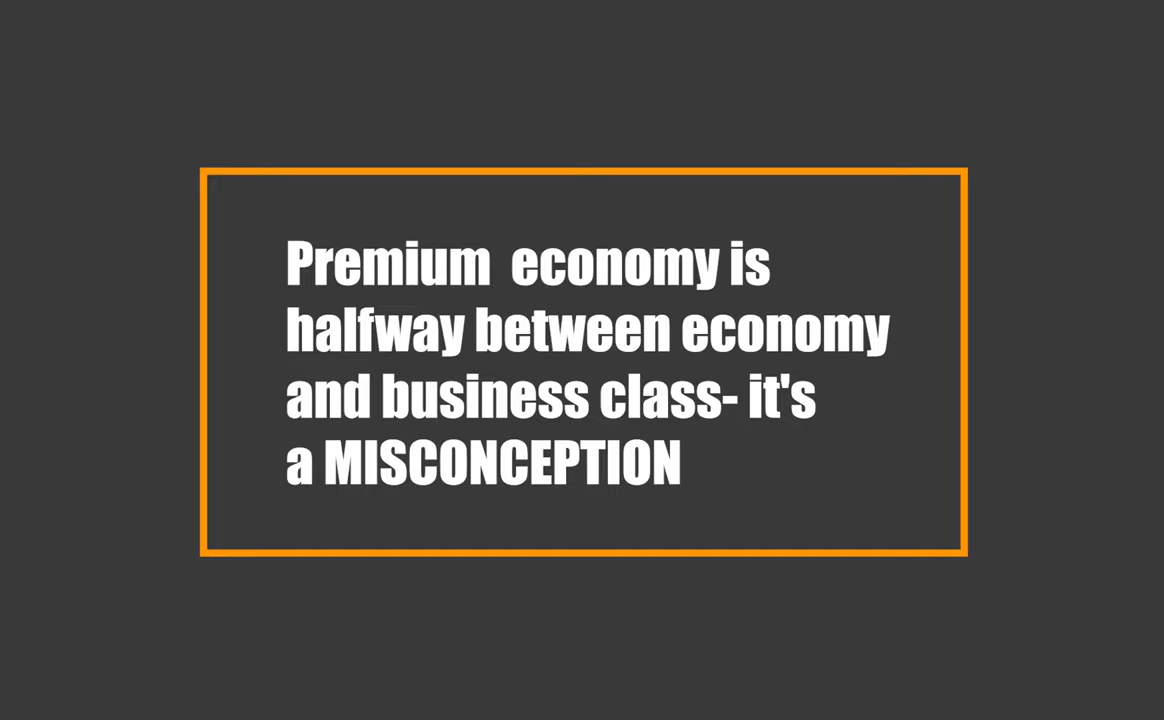 Premium  economy is
halfway between economy
and business class- it's
a MISCONCEPTION